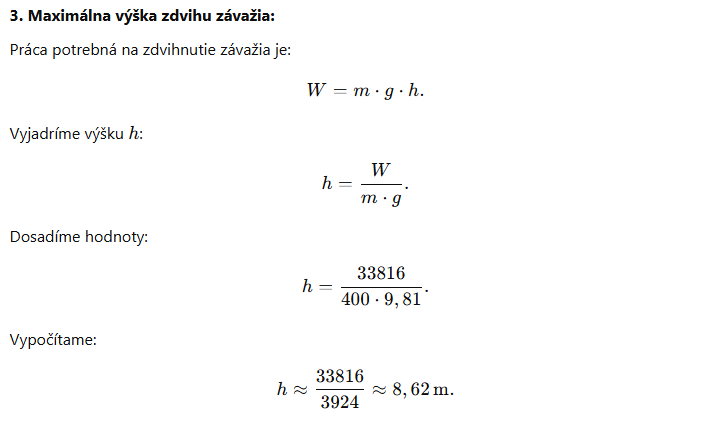 3. Maximálna výška zdvihu závažia:
Práca potrebná na zdvihnutie závažia je:
W = m · g · h.
Vyjadríme výšku h:
h = W / (m · g).
Dosadíme hodnoty:
h = 33816 / (400 · 9,81).
Vypočítame:
h ≈ 33816 / 3924 ≈ 8,62 m.